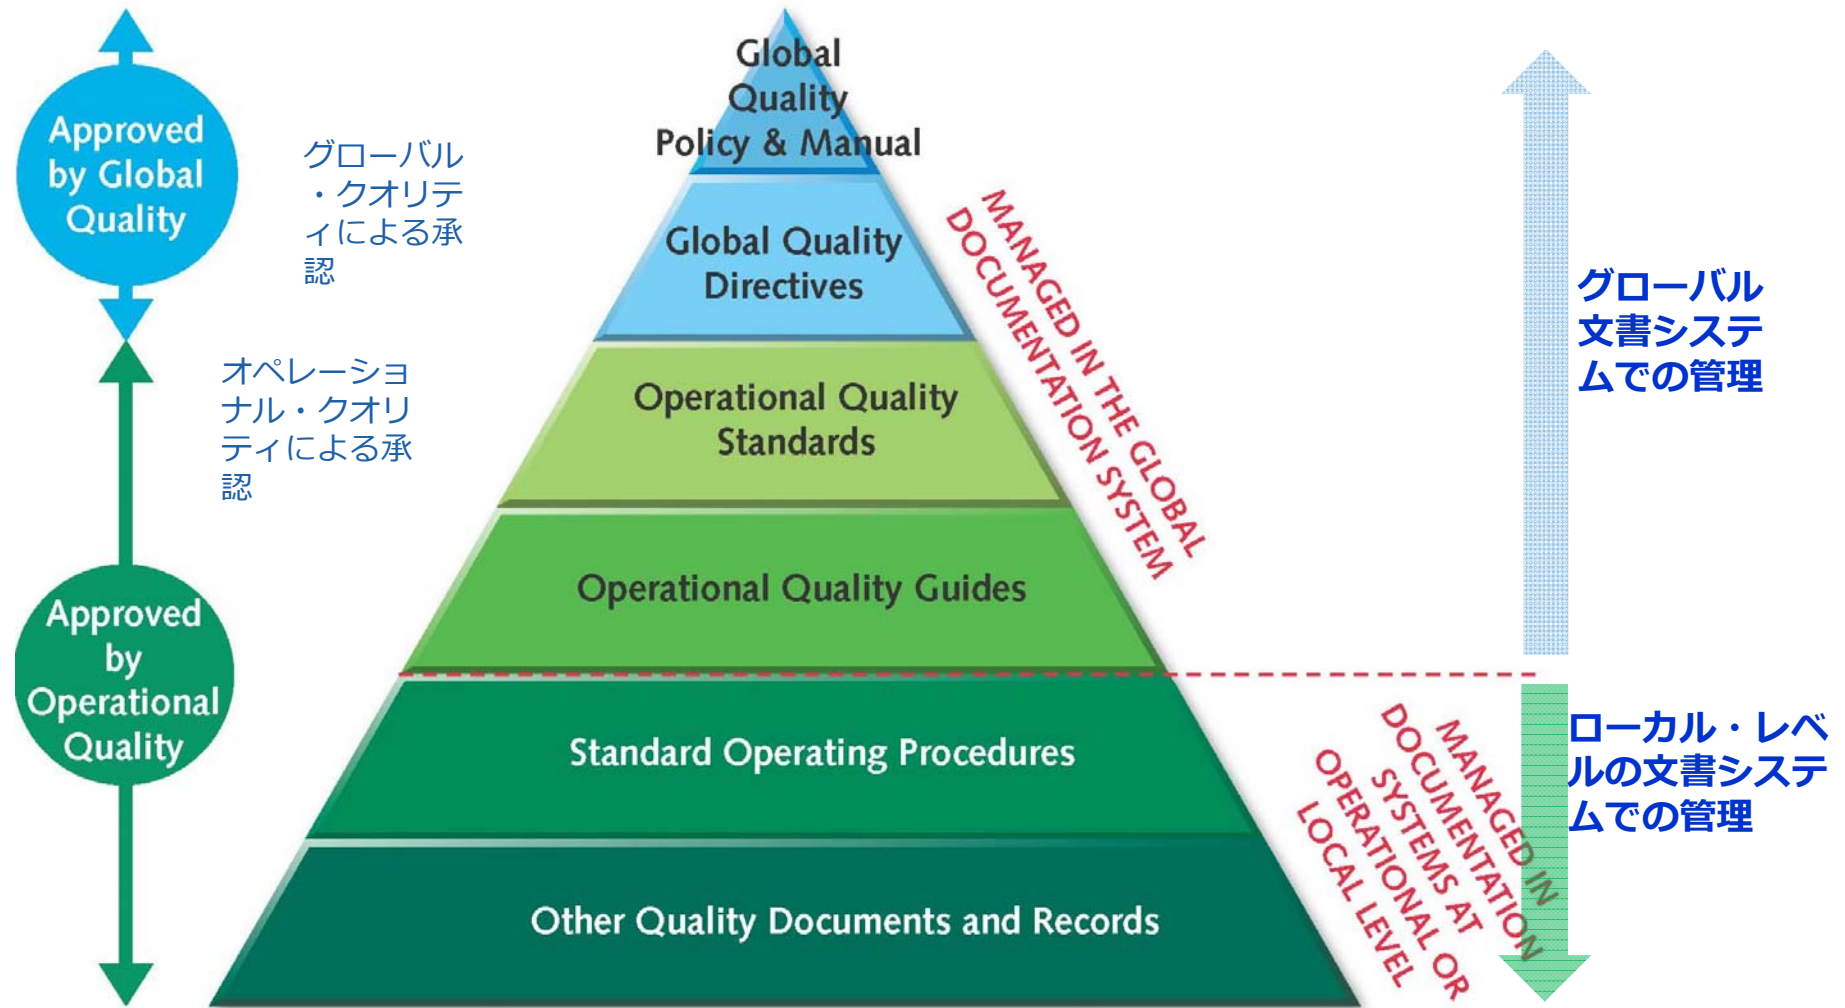 Global
Quality
Policy & Manual
Approved
by Global
Quality
グローバル
・クオリテ
ィによる承
認
Global Quality
Directives
MANAGED IN THE GLOBAL
DOCUMENTATION SYSTEM
グローバル
文書システ
ムでの管理
オペレーショ
ナル・クオリ
ティによる承
認
Operational Quality
Standards
Operational Quality Guides
Approved
by
Operational
Quality
Standard Operating Procedures
MANAGED IN
DOCUMENTATION
SYSTEMS AT
OPERATIONAL OR
LOCAL LEVEL
ローカル・レベ
ルの文書システ
ムでの管理
Other Quality Documents and Records